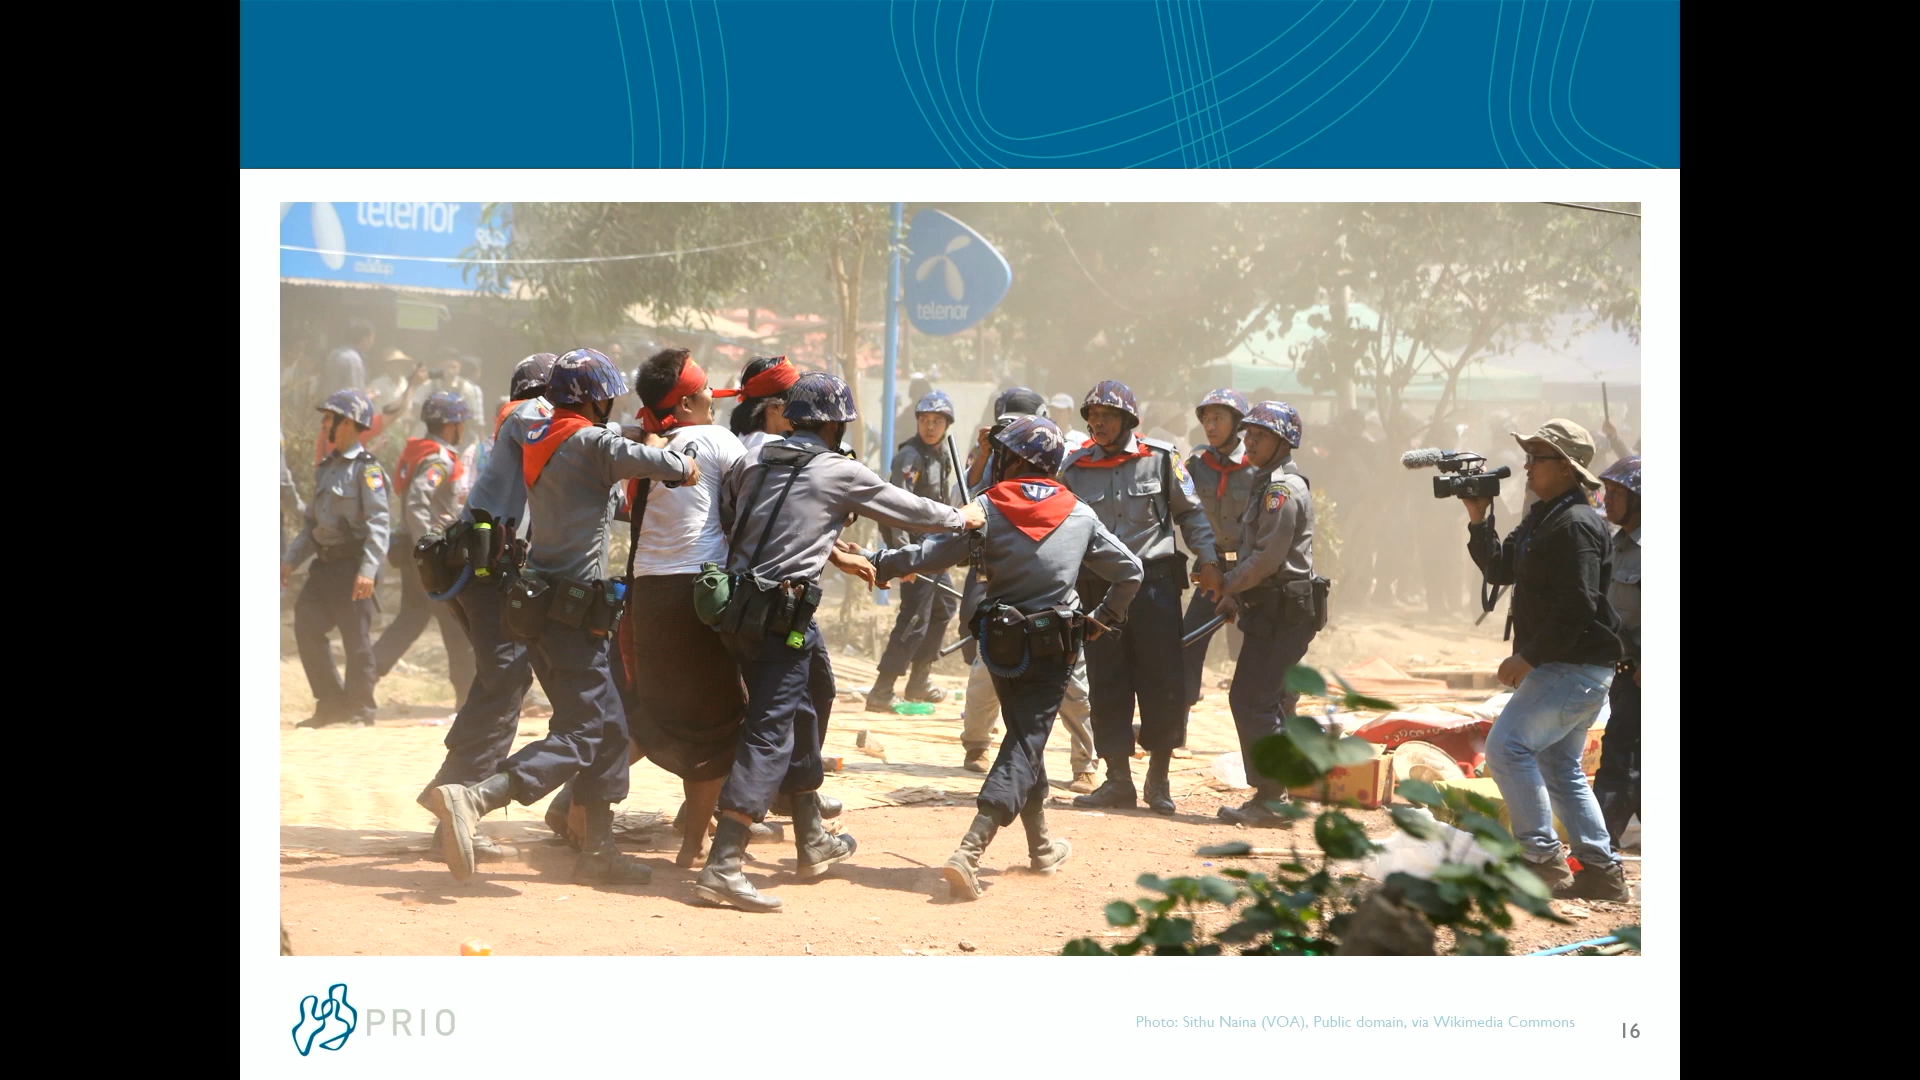 telenor
telenor
PRIO
Photo: Sithu Naina (VOA), Public domain, via Wikimedia Commons
16